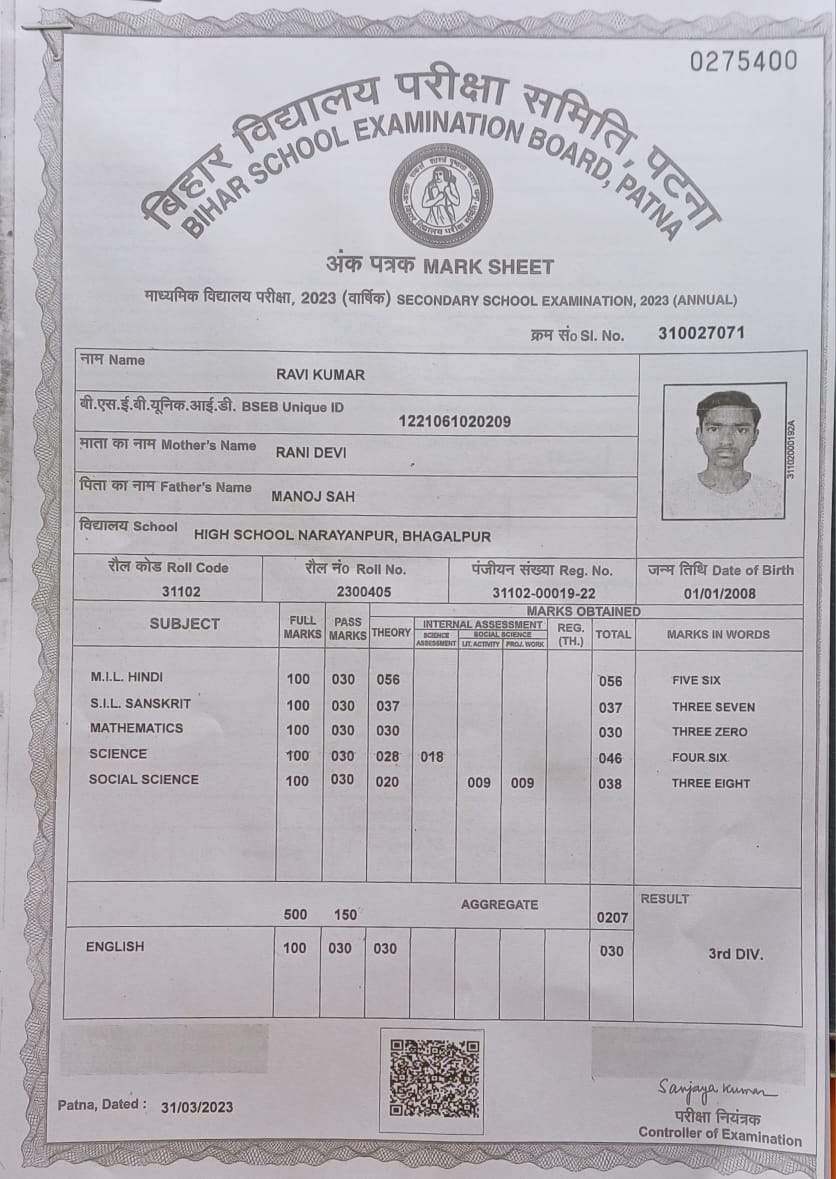 0275400
बिहार विद्यालय परीक्षा समिति, पटना
BIHAR SCHOOL EXAMINATION BOARD, PATNA
अंक पत्रक MARK SHEET
माध्यमिक विद्यालय परीक्षा, 2023 (वार्षिक) SECONDARY SCHOOL EXAMINATION, 2023 (ANNUAL)
क्रम सं० Sl. No. 310027071
नाम Name
RAVI KUMAR
बी.एस.ई.बी.यूनिक.आई.डी. BSEB Unique ID
1221061020209
माता का नाम Mother's Name RANI DEVI
पिता का नाम Father's Name MANOJ SAH
311020000192A
विद्यालय School HIGH SCHOOL NARAYANPUR, BHAGALPUR
रौल कोड Roll Code रौल नं० Roll No. पंजीयन संख्या Reg. No. जन्म तिथि Date of Birth
31102 2300405 31102-00019-22 01/01/2008
SUBJECT FULL MARKS PASS MARKS MARKS OBTAINED
THEORY INTERNAL ASSESSMENT REG. (TH.) TOTAL MARKS IN WORDS
SCIENCE ASSESSMENT SOCIAL SCIENCE
LIT. ACTIVITY PROJ. WORK
M.I.L. HINDI 100 030 056 056 FIVE SIX
S.I.L. SANSKRIT 100 030 037 037 THREE SEVEN
MATHEMATICS 100 030 030 030 THREE ZERO
SCIENCE 100 030 028 018 046 FOUR SIX
SOCIAL SCIENCE 100 030 020 009 009 038 THREE EIGHT
500 150 AGGREGATE 0207 RESULT
ENGLISH 100 030 030 030 3rd DIV.
Patna, Dated : 31/03/2023
Sanjaya Kumar
परीक्षा नियंत्रक
Controller of Examination